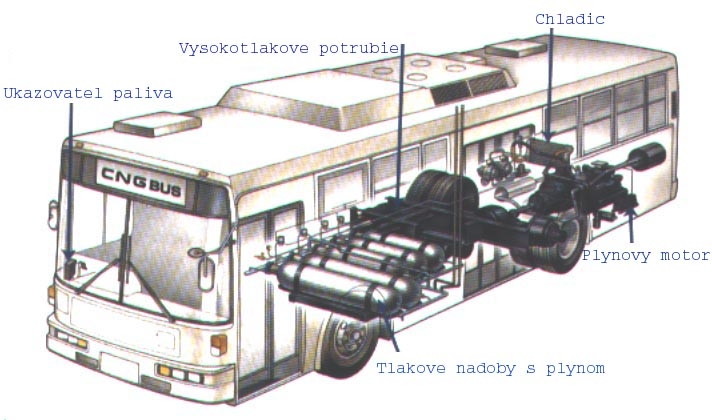 Chladic
Vysokotlakove potrubie
Ukazovatel paliva
CNG BUS
Plynovy motor
Tlakove nadoby s plynom